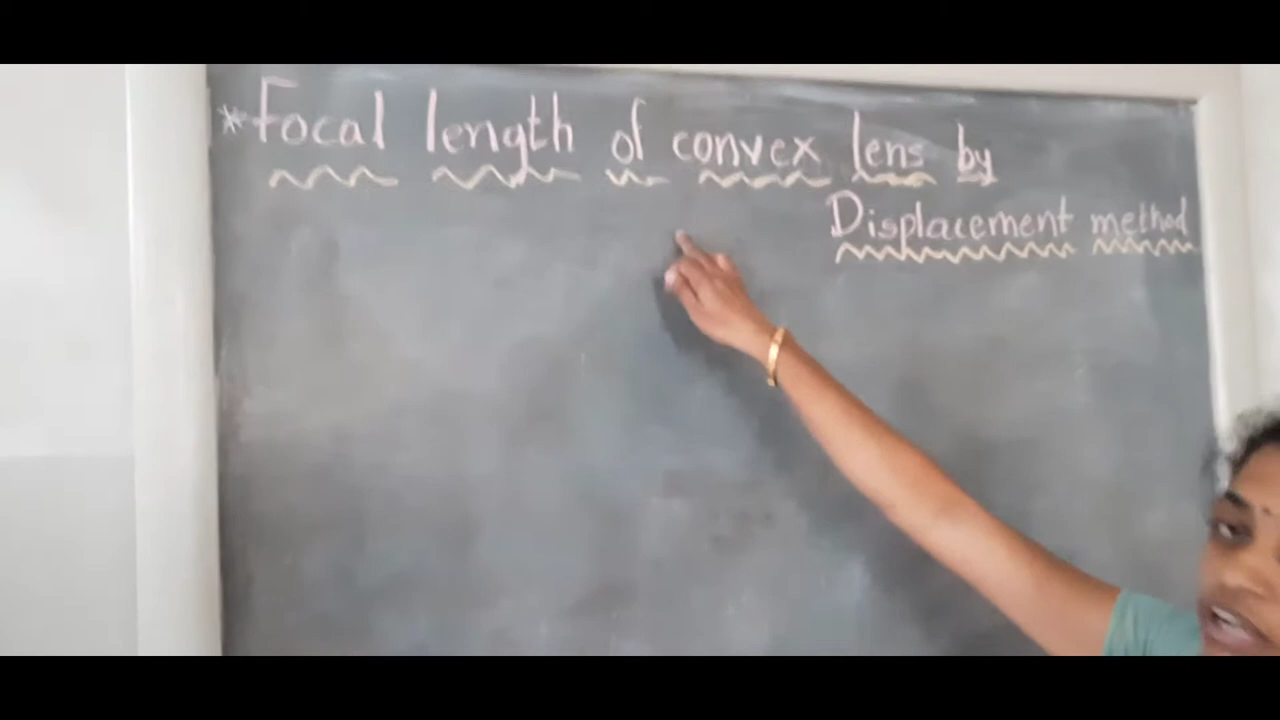 *Focal length of convex lens by
Displacement method